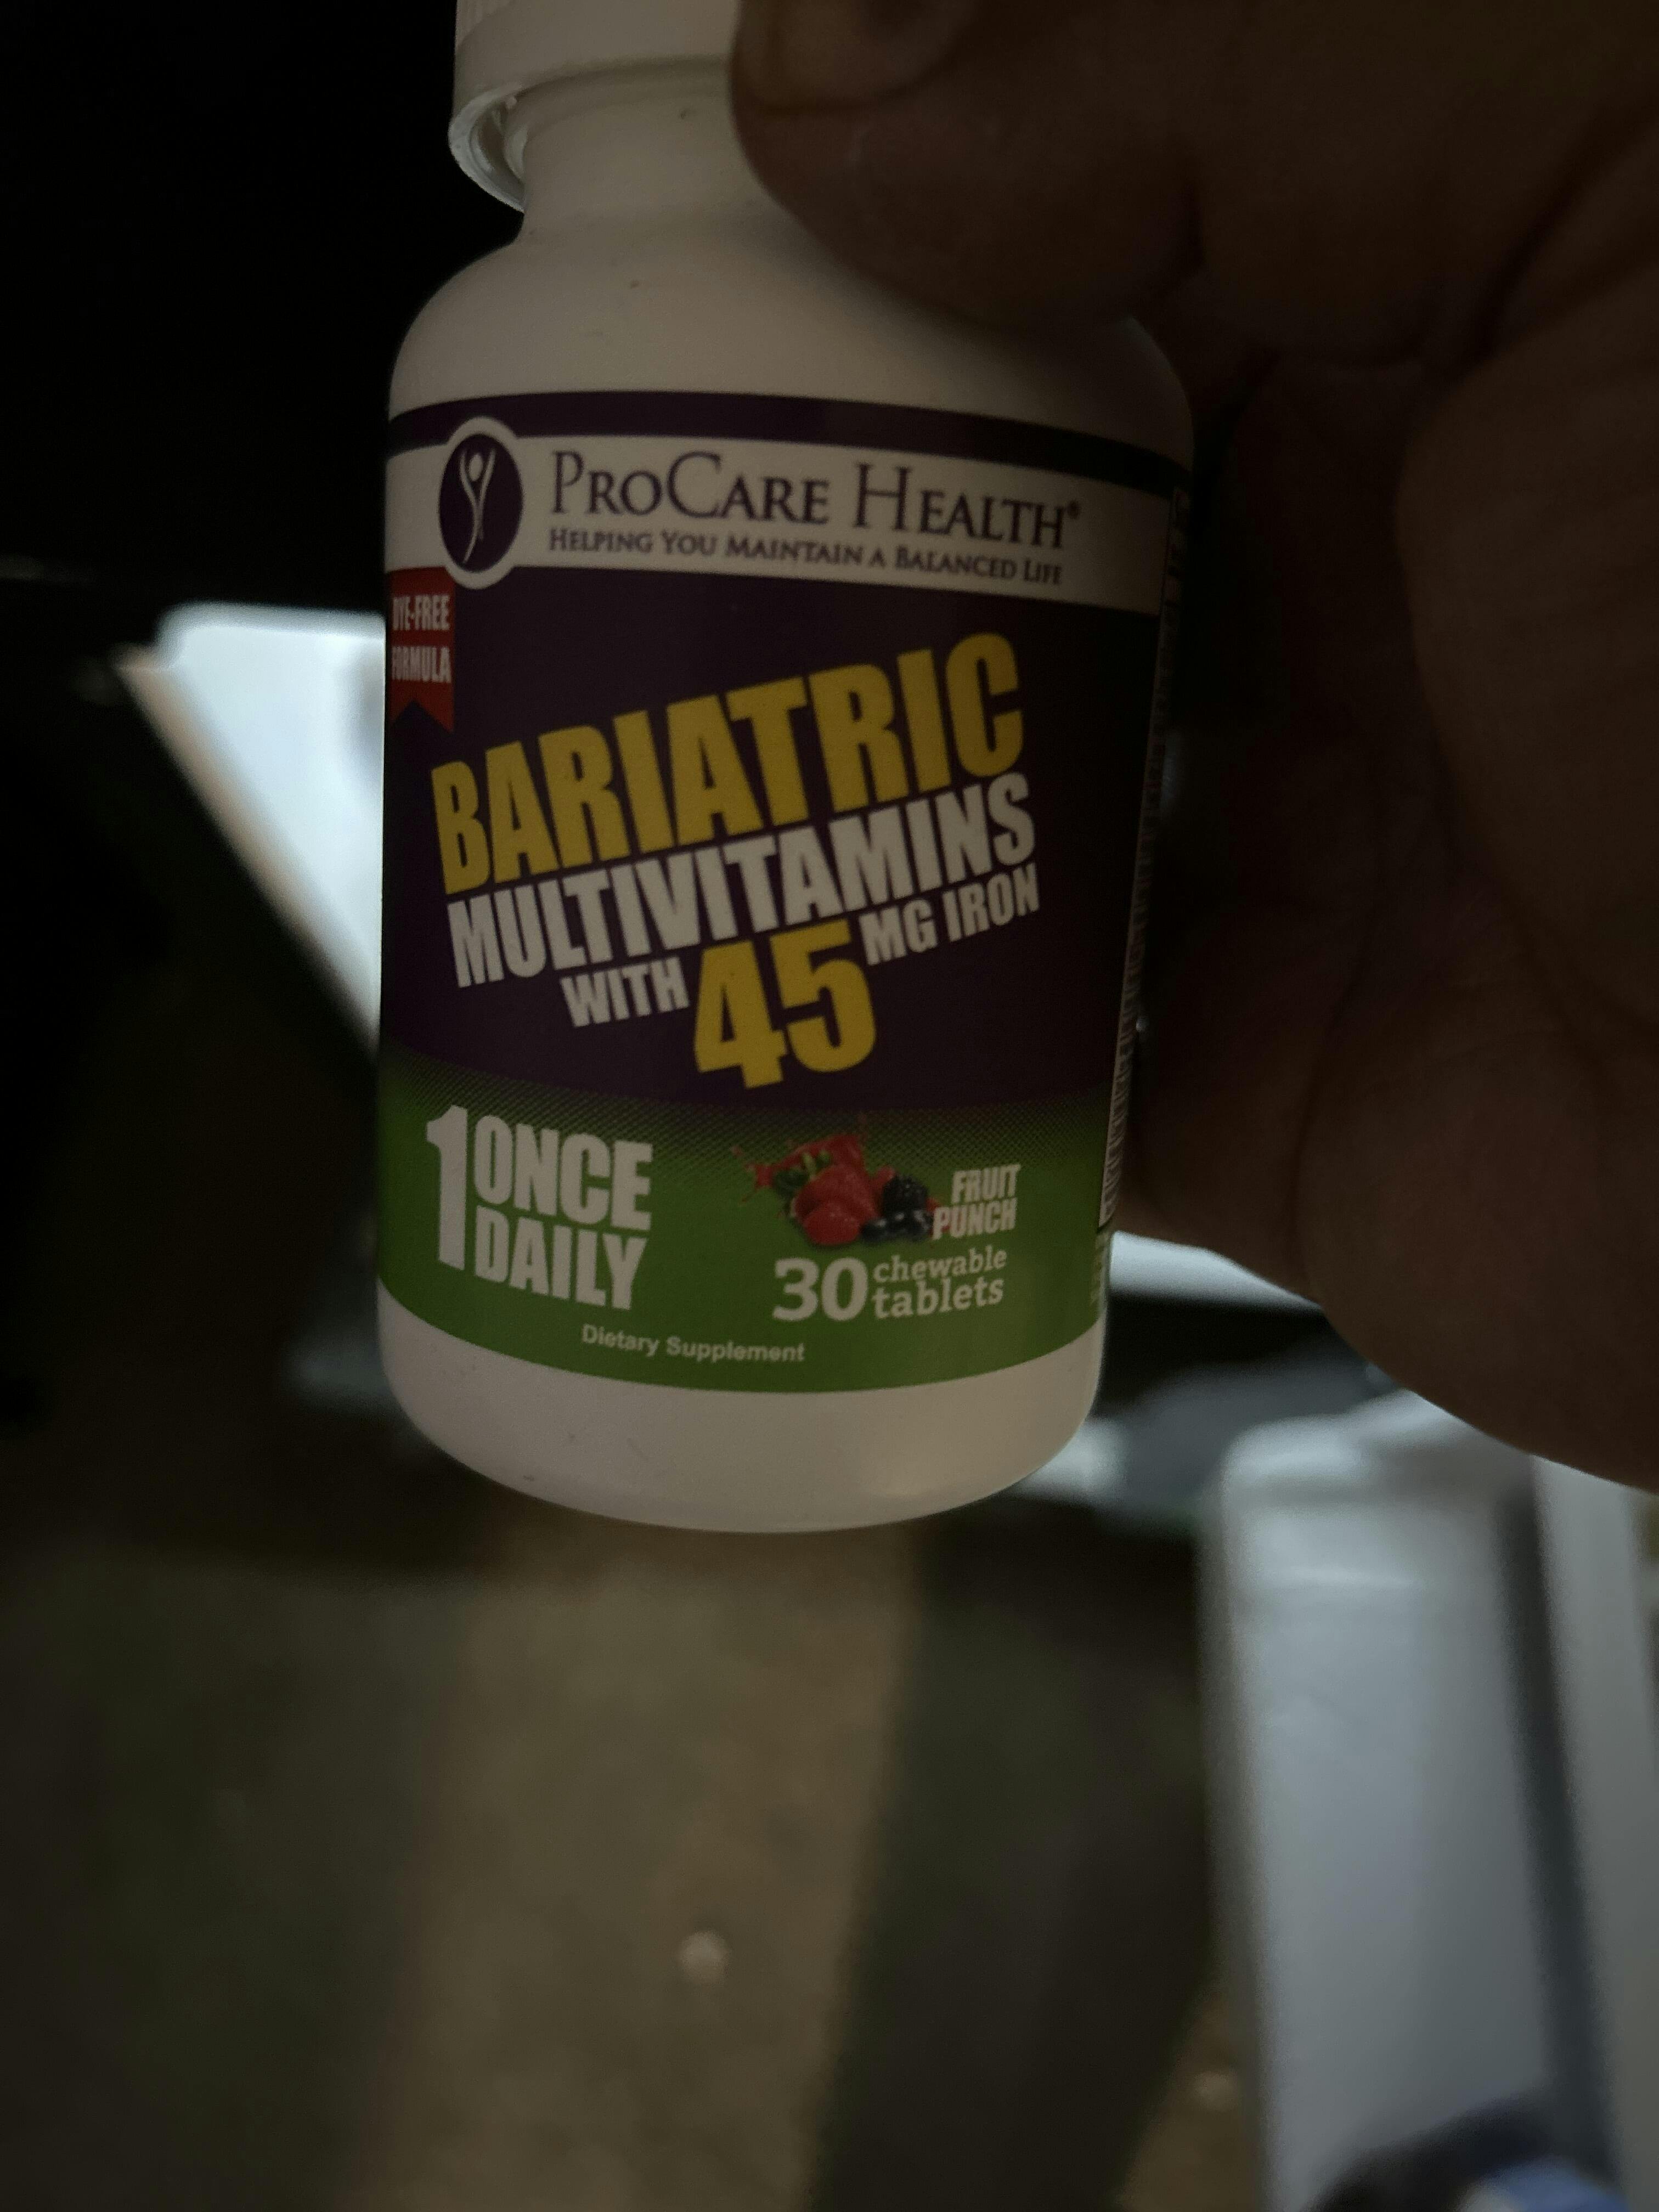 PROCARE HEALTH®
HELPING YOU MAINTAIN A BALANCED LIFE
DYE-FREE
FORMULA
BARIATRIC
MULTIVITAMINS
WITH 45 MG IRON
1 ONCE
DAILY
FRUIT
PUNCH
30 chewable
tablets
Dietary Supplement